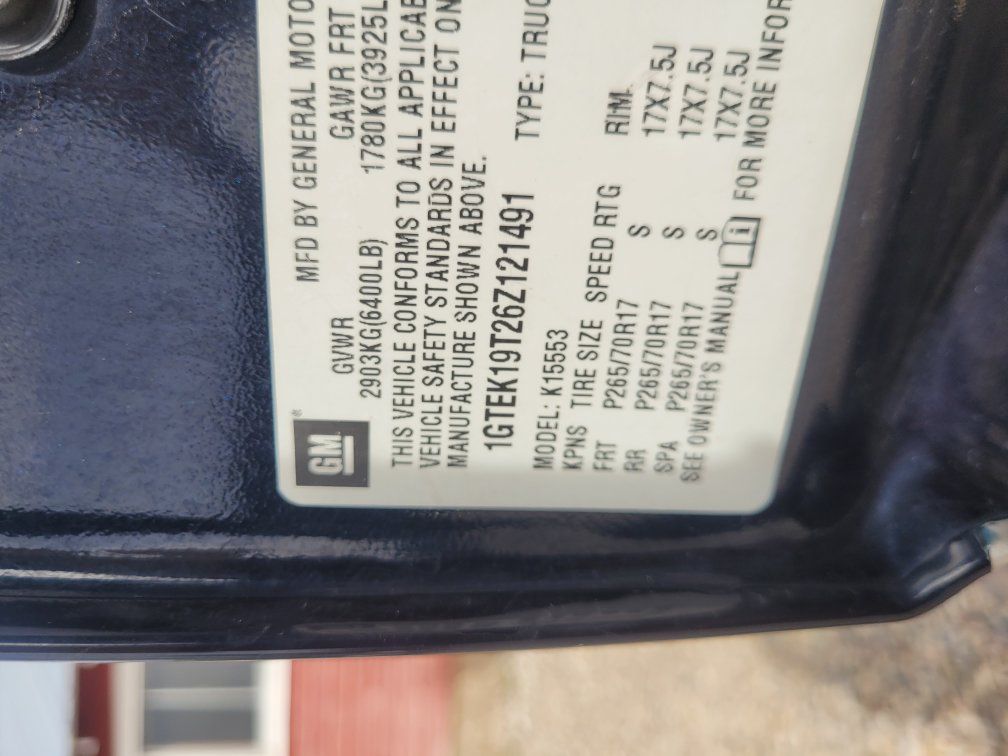 GM
MFD BY GENERAL MOTO
GVWR GAWR FRT
2903KG(6400LB) 1780KG(3925L
THIS VEHICLE CONFORMS TO ALL APPLICAB
VEHICLE SAFETY STANDARDS IN EFFECT ON
MANUFACTURE SHOWN ABOVE.
1GTEK19T26Z121491 TYPE: TRUC
MODEL: K15553
KPNS TIRE SIZE SPEED RTG RIM
FRT P265/70R17 S 17X7.5J
RR P265/70R17 S 17X7.5J
SPA P265/70R17 S 17X7.5J
SEE OWNER'S MANUAL FOR MORE INFOR